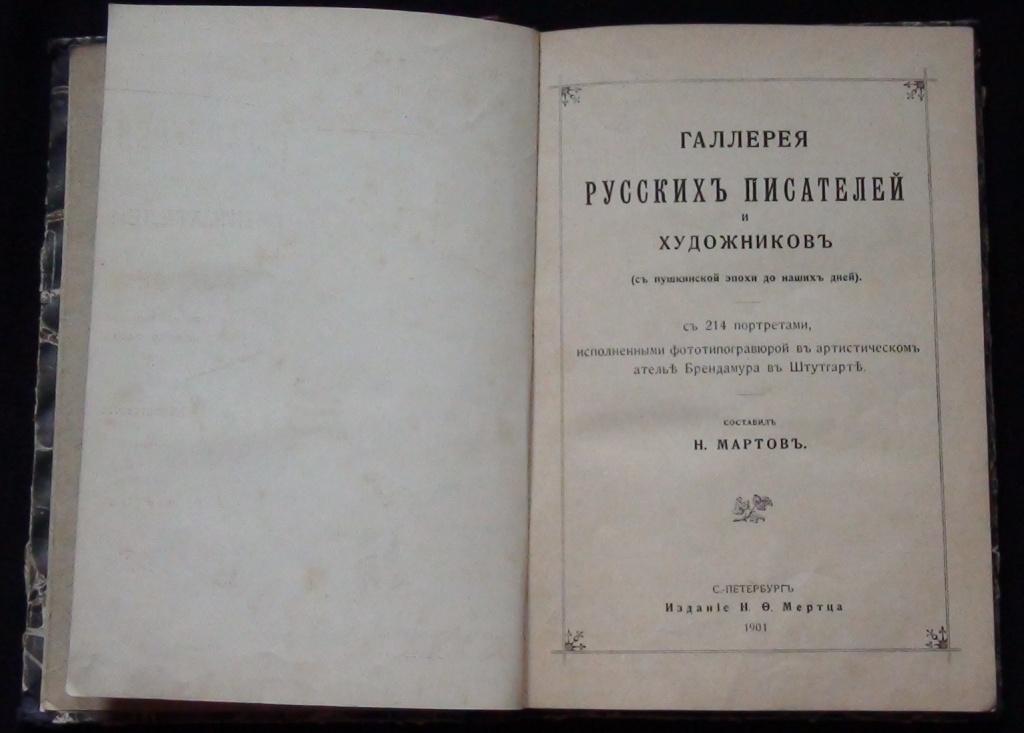 ГАЛЛЕРЕЯ
РУССКИХЪ ПИСАТЕЛЕЙ
и
ХУДОЖНИКОВЪ
(съ пушкинской эпохи до нашихъ дней).
съ 214 портретами,
исполненными фототипогравюрой въ артистическомъ
ательѣ Брендамура въ Штутгартѣ.
СОСТАВИЛЪ
Н. МАРТОВЪ.
С.-ПЕТЕРБУРГЪ
Изданіе Н. Ѳ. Мертца
1901